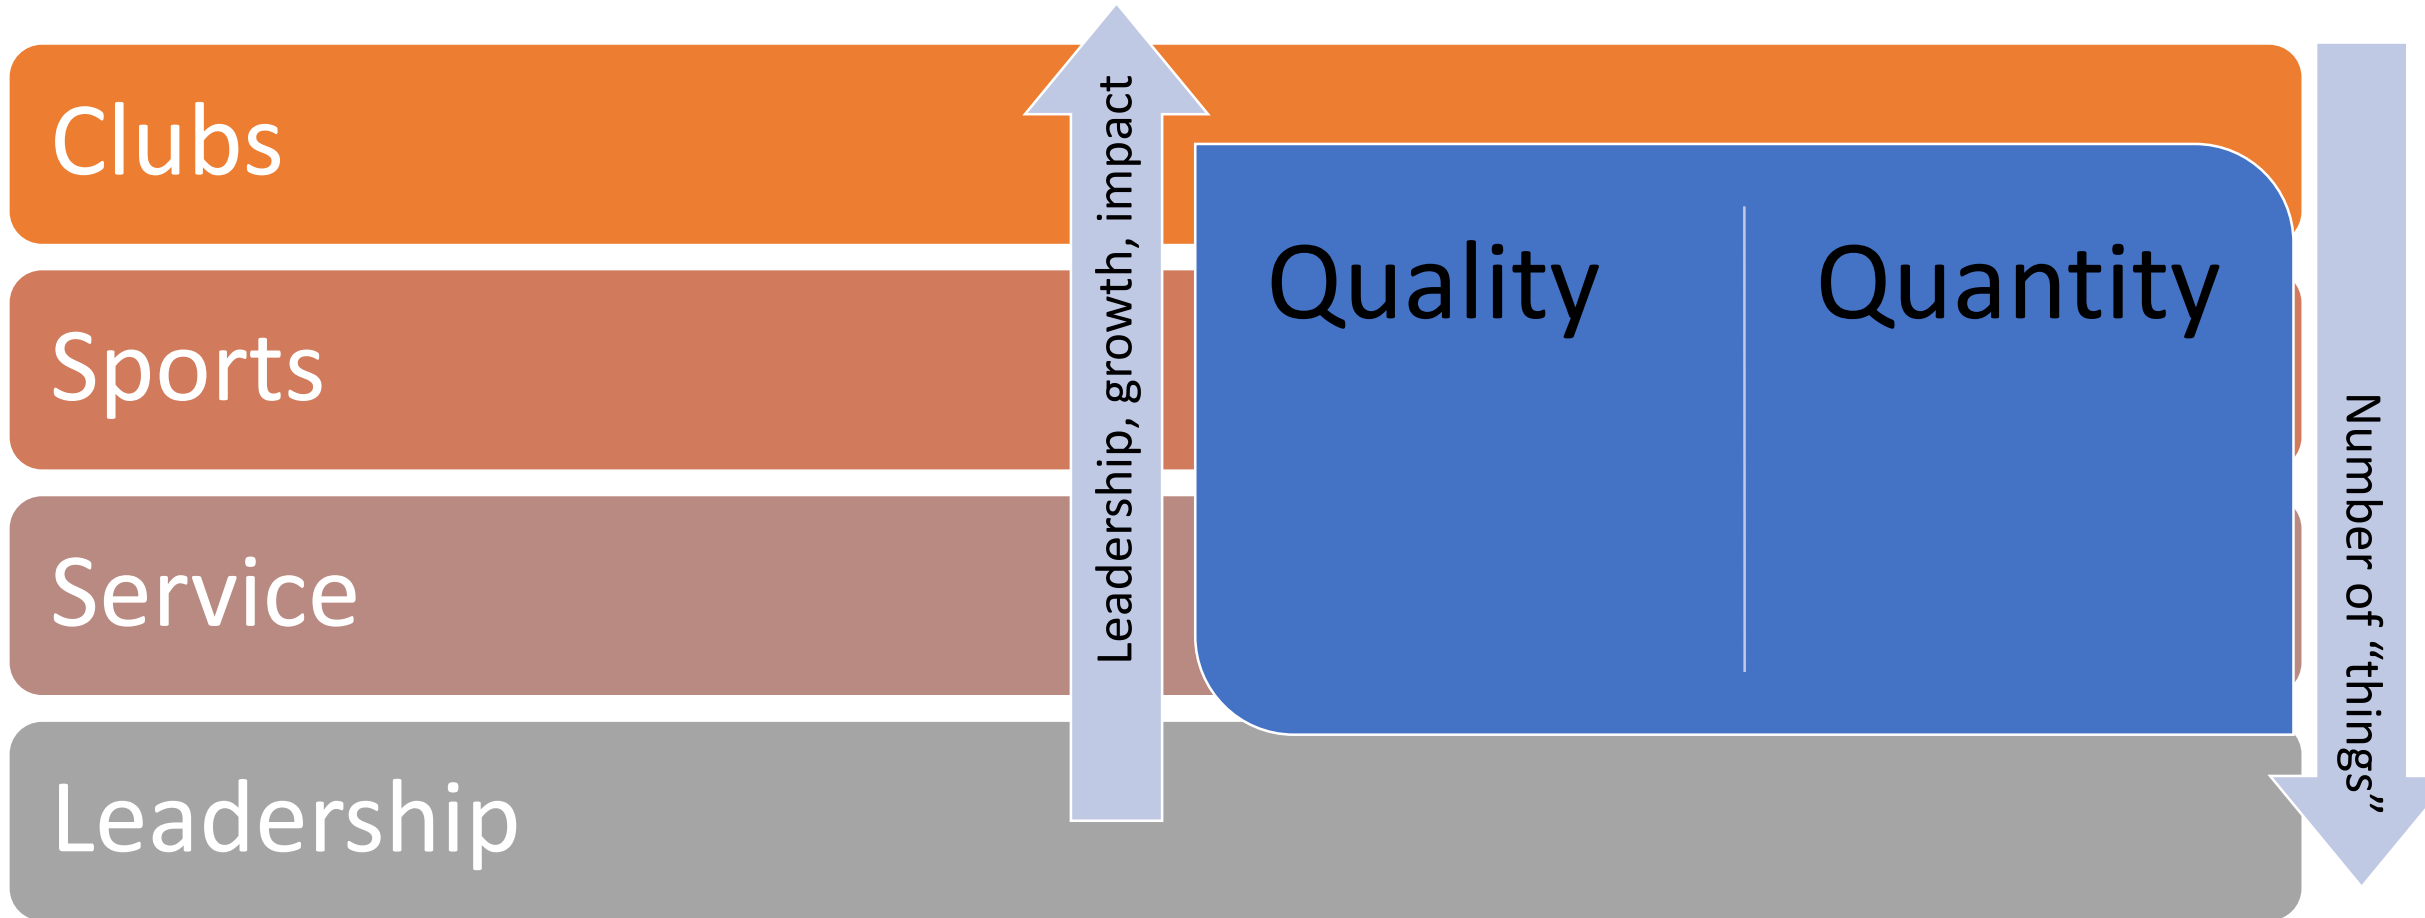 Clubs
Sports
Service
Leadership
Leadership, growth, impact
Quality
Quantity
Number of “things”